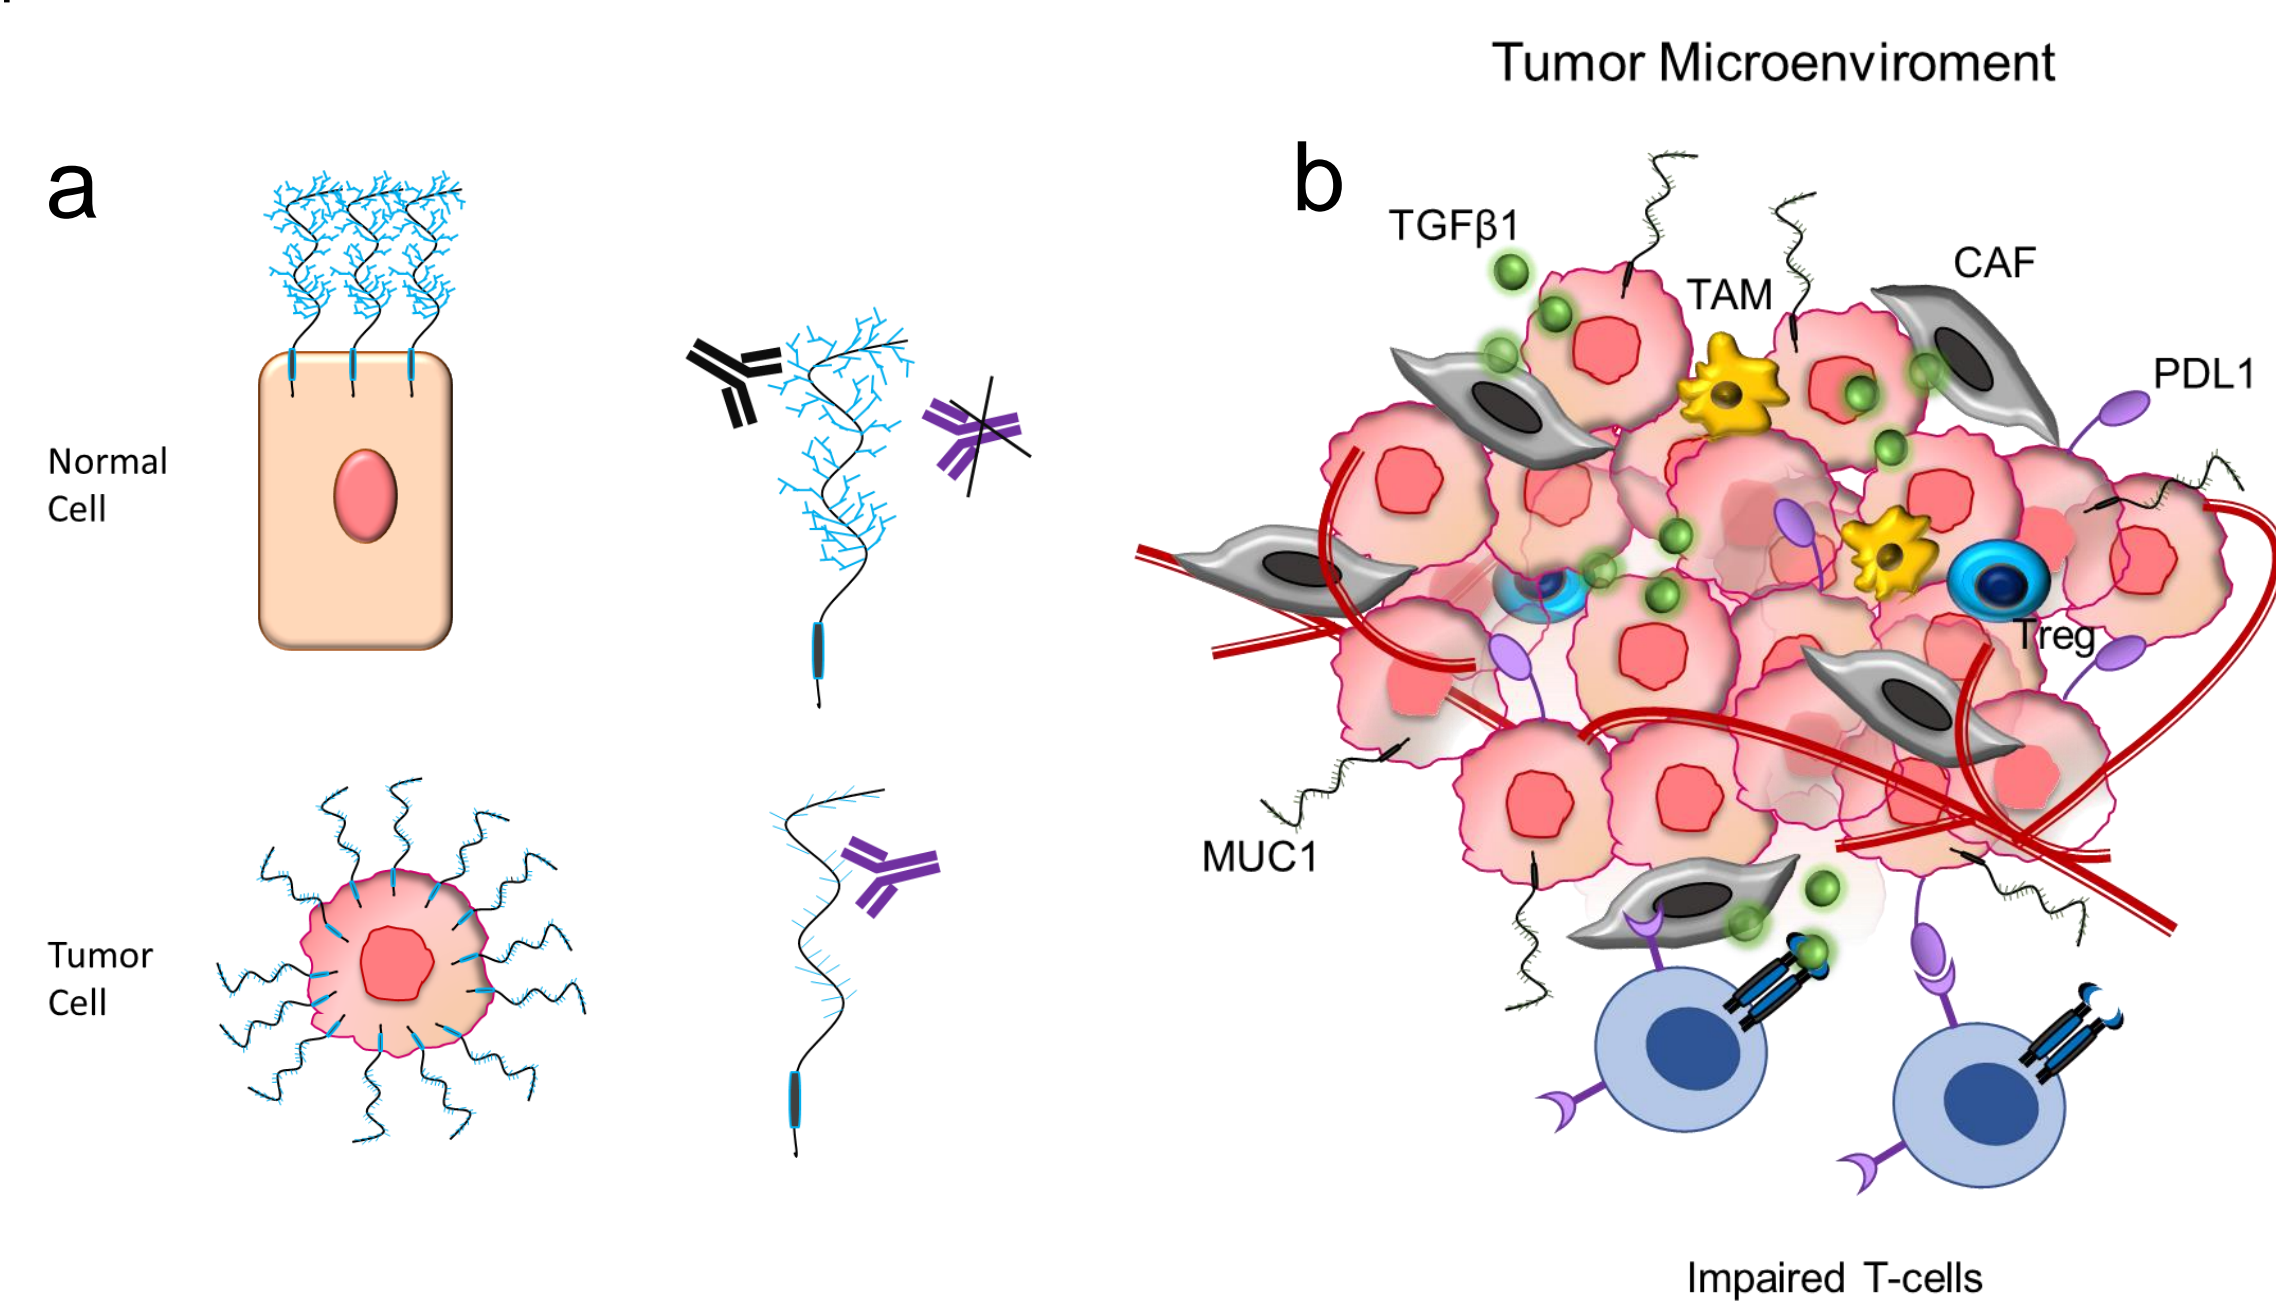 Tumor Microenviroment
a
b
TGFβ1
TAM
CAF
PDL1
Normal
Cell
Treg
MUC1
Tumor
Cell
Impaired T-cells